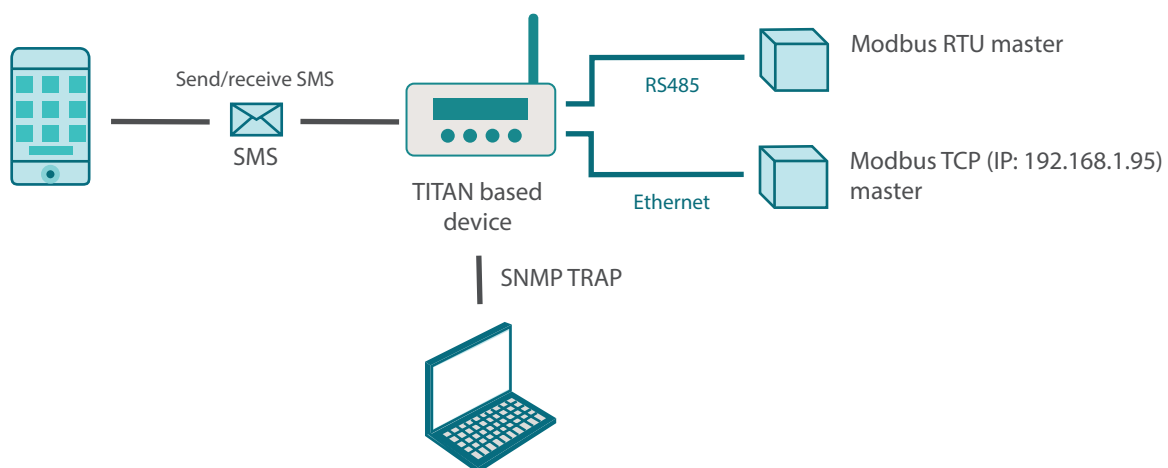 Send/receive SMS
SMS
TITAN based
device
RS485
Ethernet
Modbus RTU master
Modbus TCP (IP: 192.168.1.95)
master
SNMP TRAP